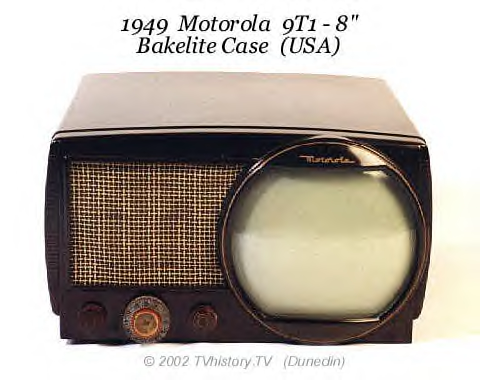 1949 Motorola 9T1 - 8"
Bakelite Case (USA)
Motorola
© 2002 TVhistory.TV (Dunedin)